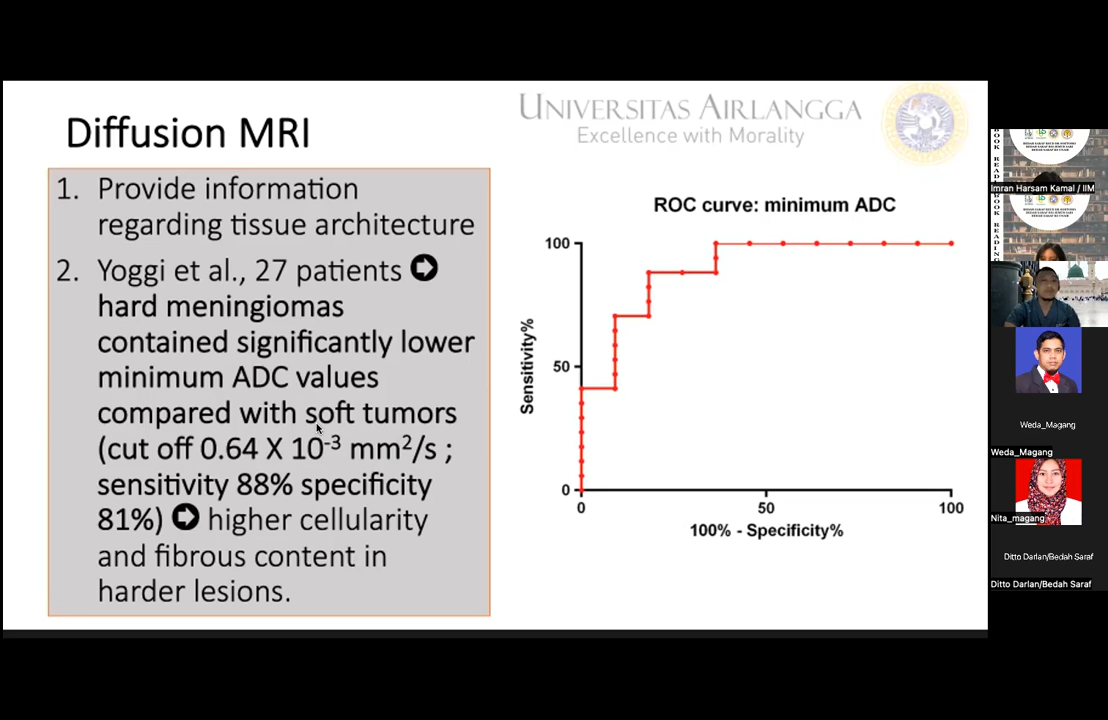 UNIVERSITAS AIRLANGGA
Excellence with Morality
Diffusion MRI
1. Provide information
regarding tissue architecture
2. Yoggi et al., 27 patients
hard meningiomas
contained significantly lower
minimum ADC values
compared with soft tumors
(cut off 0.64 X 10-3 mm2/s ;
sensitivity 88% specificity
81%) higher cellularity
and fibrous content in
harder lesions.
ROC curve: minimum ADC
100
50
0
Sensitivity%
0 50 100
100% - Specificity%
Imran Harsam Kamal / IIM
BOOK READING
Weda_Magang
Weda_Magang
Nita_magang
Ditto Darlan/Bedah Saraf
Ditto Darlan/Bedah Saraf